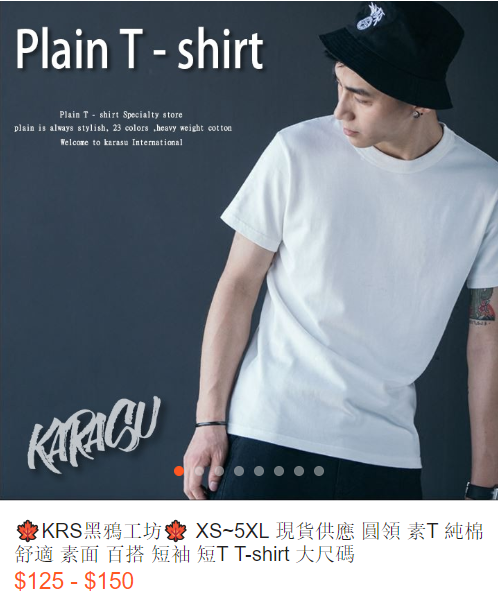 Plain T - shirt
Plain T - shirt Specialty store
plain is always stylish, 23 colors ,heavy weight cotton
Welcome to karasu International
KARASU
🍁KRS黑鴉工坊🍁 XS~5XL 現貨供應 圓領 素T 純棉
舒適 素面 百搭 短袖 短T T-shirt 大尺碼
$125 - $150